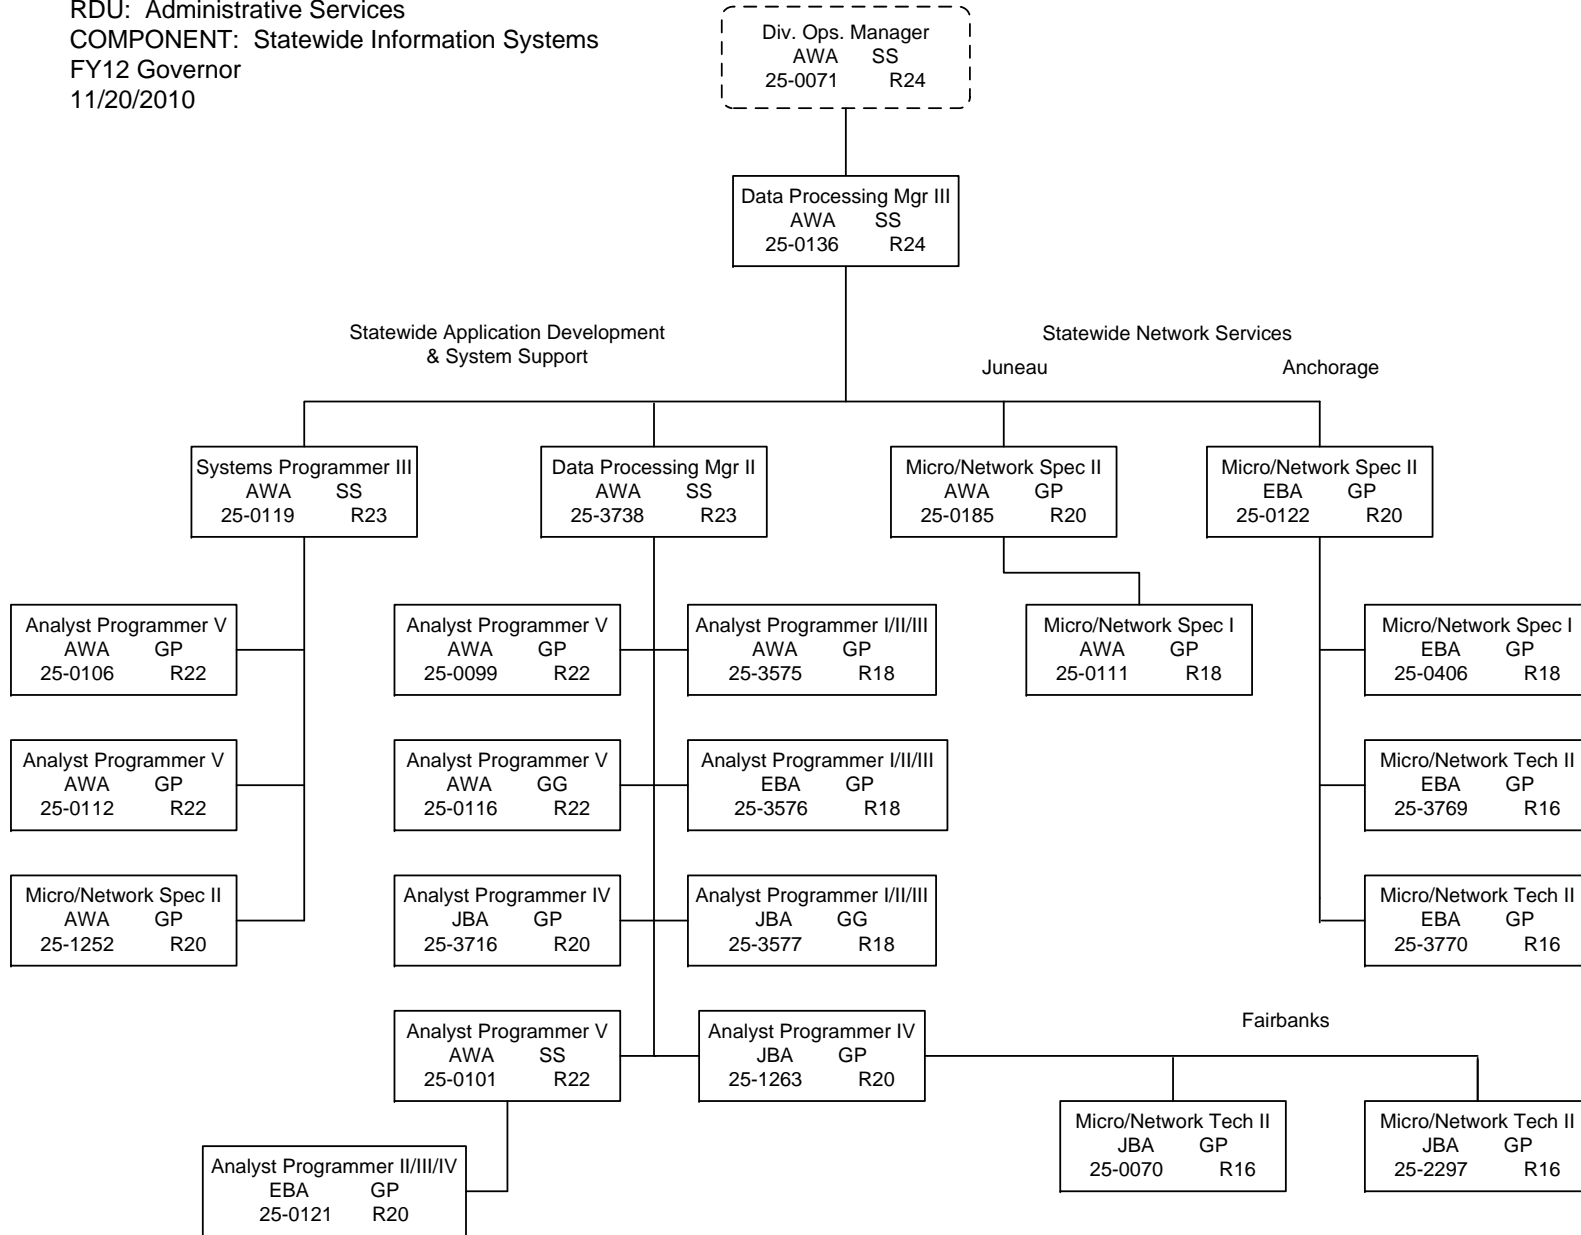 RDU: Administrative Services
COMPONENT: Statewide Information Systems
FY12 Governor
11/20/2010
Div. Ops. Manager
AWA SS
25-0071 R24
Data Processing Mgr III
AWA SS
25-0136 R24
Statewide Application Development
& System Support
Statewide Network Services
Juneau
Anchorage
Systems Programmer III
AWA SS
25-0119 R23
Data Processing Mgr II
AWA SS
25-3738 R23
Micro/Network Spec II
AWA GP
25-0185 R20
Micro/Network Spec II
EBA GP
25-0122 R20
Analyst Programmer V
AWA GP
25-0106 R22
Analyst Programmer V
AWA GP
25-0099 R22
Analyst Programmer I/II/III
AWA GP
25-3575 R18
Micro/Network Spec I
AWA GP
25-0111 R18
Micro/Network Spec I
EBA GP
25-0406 R18
Analyst Programmer V
AWA GP
25-0112 R22
Analyst Programmer V
AWA GG
25-0116 R22
Analyst Programmer I/II/III
EBA GP
25-3576 R18
Micro/Network Tech II
EBA GP
25-3769 R16
Micro/Network Spec II
AWA GP
25-1252 R20
Analyst Programmer IV
JBA GP
25-3716 R20
Analyst Programmer I/II/III
JBA GG
25-3577 R18
Micro/Network Tech II
EBA GP
25-3770 R16
Analyst Programmer V
AWA SS
25-0101 R22
Analyst Programmer IV
JBA GP
25-1263 R20
Fairbanks
Micro/Network Tech II
JBA GP
25-0070 R16
Micro/Network Tech II
JBA GP
25-2297 R16
Analyst Programmer II/III/IV
EBA GP
25-0121 R20